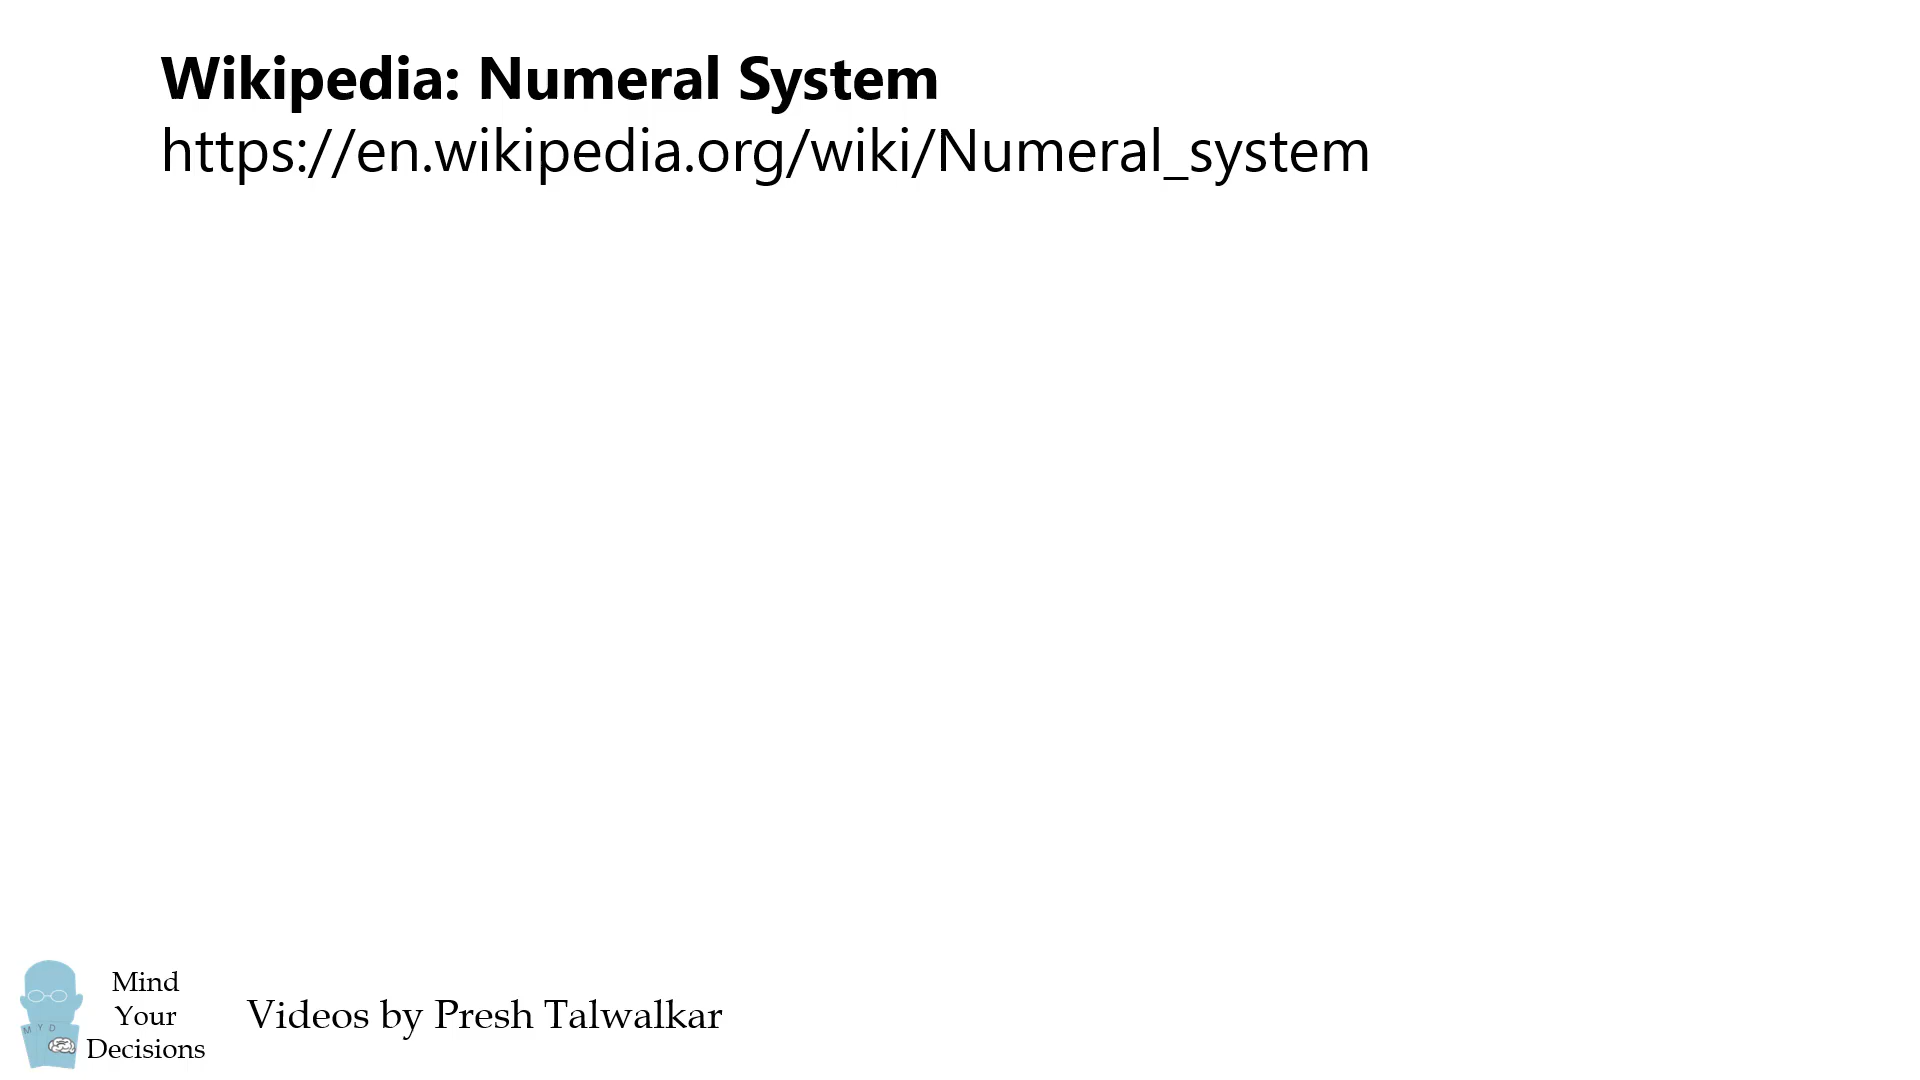 Wikipedia: Numeral System
https://en.wikipedia.org/wiki/Numeral_system
Mind
Your
Decisions
M Y D
Videos by Presh Talwalkar